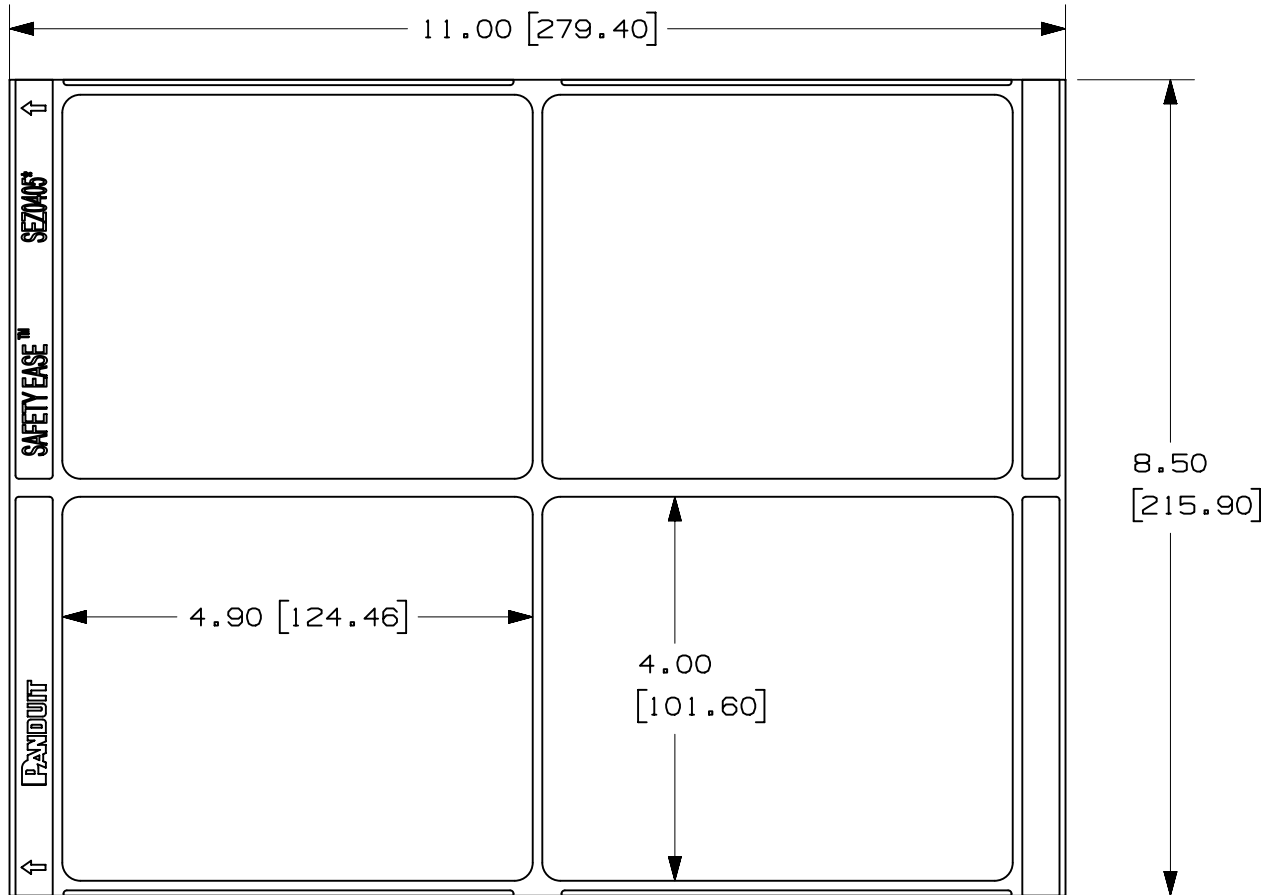 11.00 [279.40]
SEZ0405*
SAFETY EASE™
8.50
[215.90]
4.90 [124.46]
4.00
[101.60]
PANDUIT